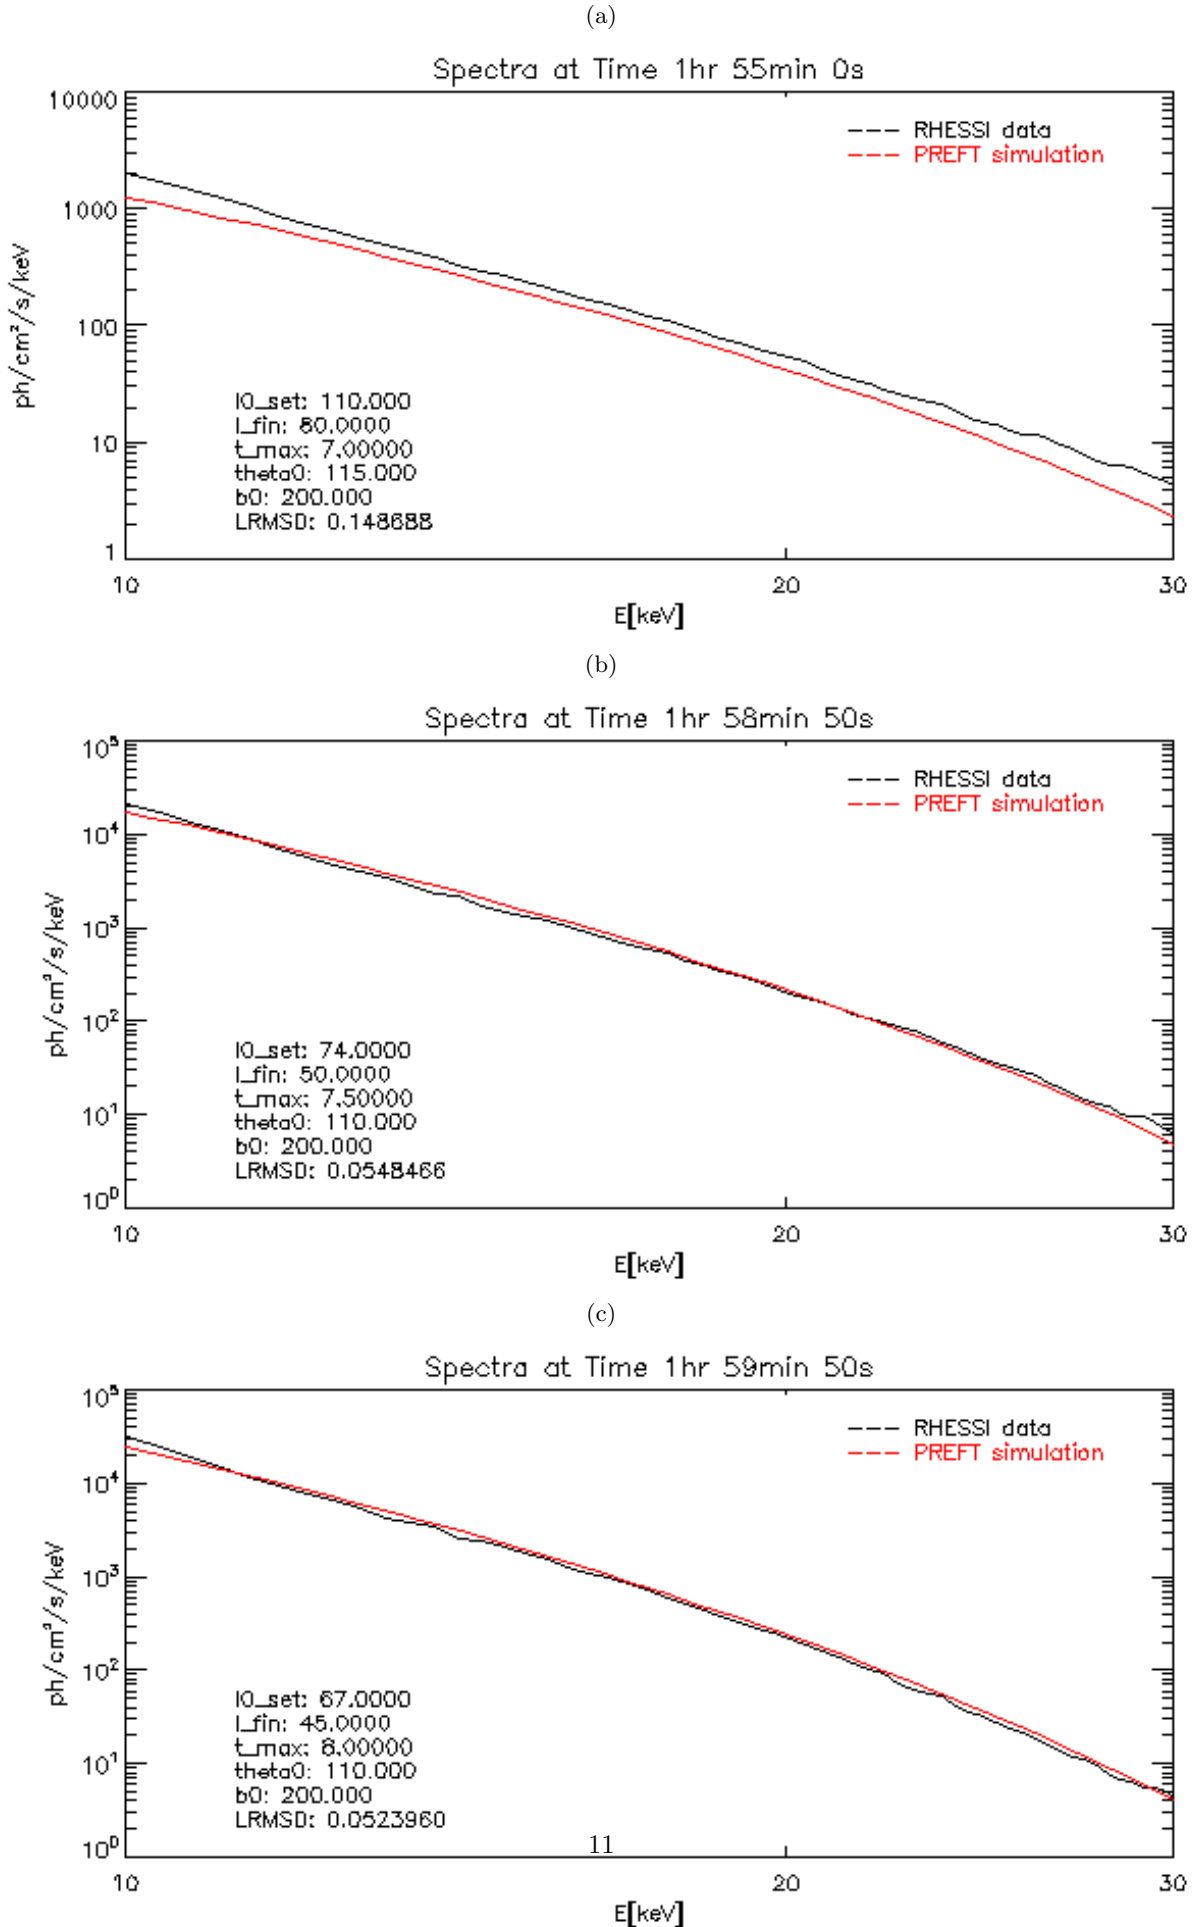 (a)
Spectra at Time 1hr 55min 0s
10000
1000
100
10
1
ph/cm²/s/keV
RHESSI data
PREFT simulation
l0_set: 110.000
l_fin: 80.0000
t_max: 7.00000
theta0: 115.000
b0: 200.000
LRMSD: 0.148688
10 20 30
E[keV]
(b)
Spectra at Time 1hr 58min 50s
10⁵
10⁴
10³
10²
10¹
10⁰
ph/cm²/s/keV
RHESSI data
PREFT simulation
l0_set: 74.0000
l_fin: 50.0000
t_max: 7.50000
theta0: 110.000
b0: 200.000
LRMSD: 0.0548466
10 20 30
E[keV]
(c)
Spectra at Time 1hr 59min 50s
10⁵
10⁴
10³
10²
10¹
10⁰
ph/cm²/s/keV
RHESSI data
PREFT simulation
l0_set: 67.0000
l_fin: 45.0000
t_max: 8.00000
theta0: 110.000
b0: 200.000
LRMSD: 0.0523960
11
10 20 30
E[keV]